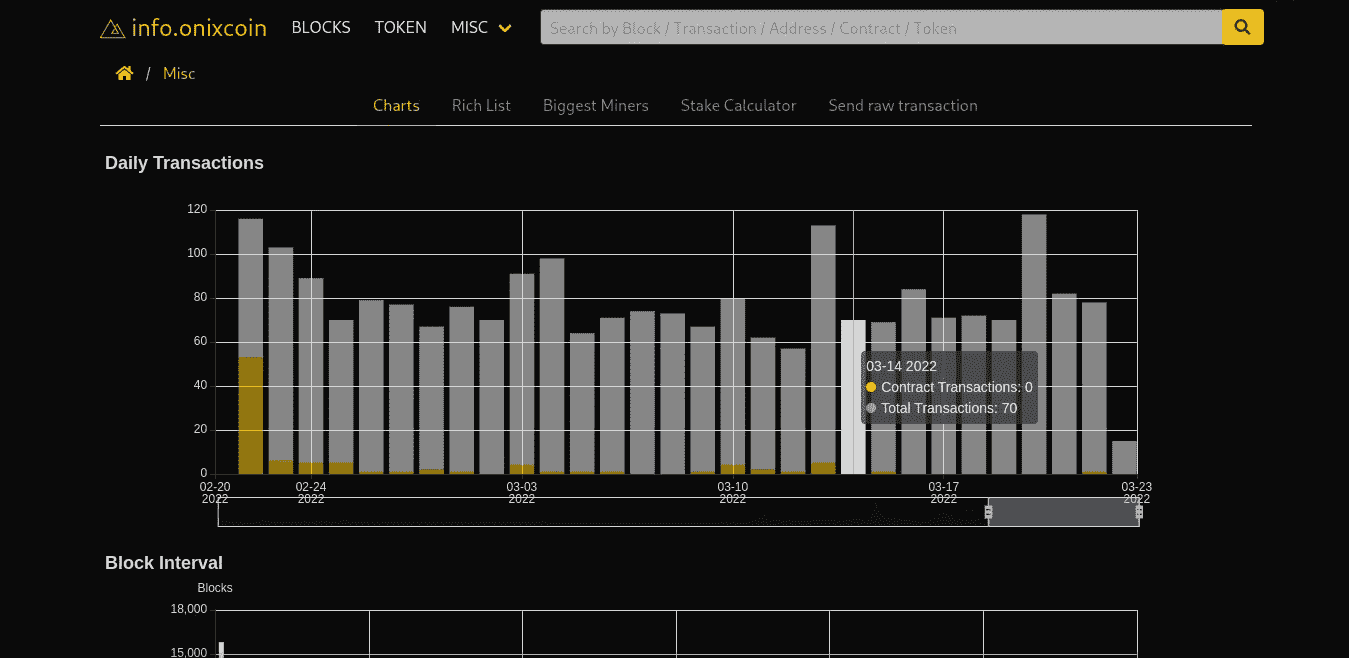 info.onixcoin BLOCKS TOKEN MISC Search by Block / Transaction / Address / Contract / Token
/ Misc
Charts Rich List Biggest Miners Stake Calculator Send raw transaction
Daily Transactions
120
100
80
60
40
20
0
03-14 2022
Contract Transactions: 0
Total Transactions: 70
02-20 02-24 03-03 03-10 03-17 03-23
2022 2022 2022 2022 2022 2022
Block Interval
Blocks
18,000
15,000